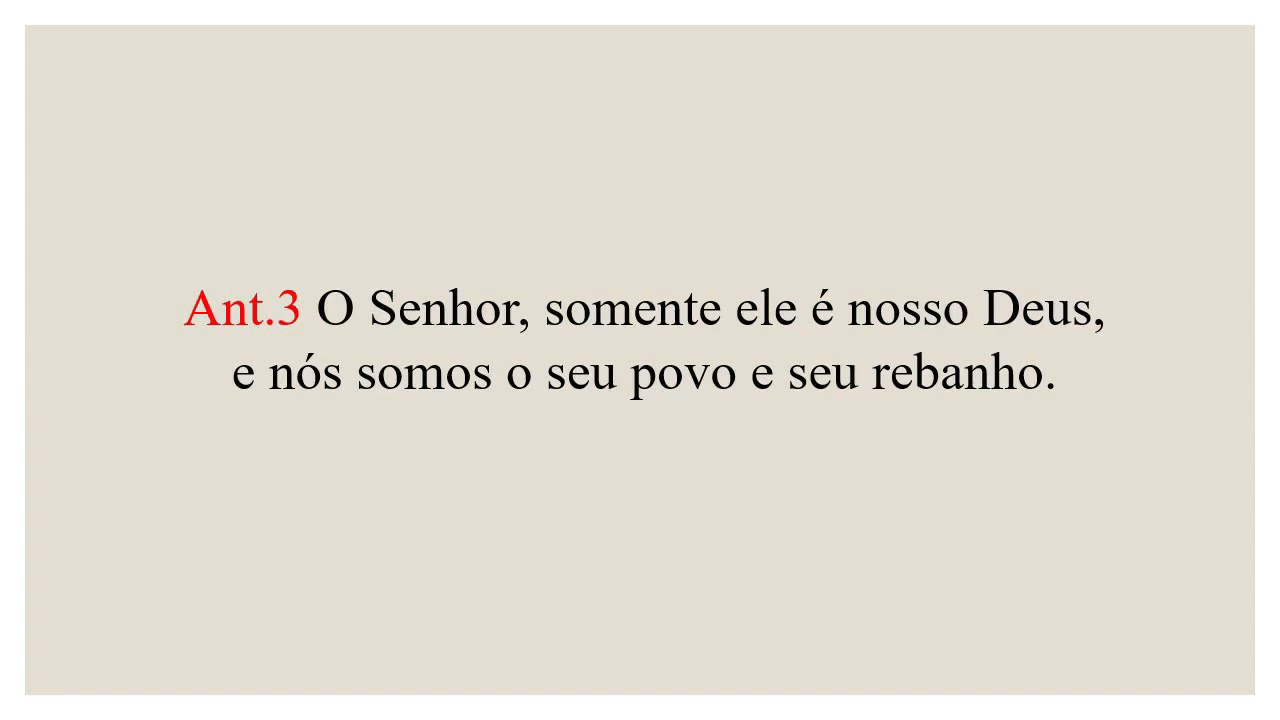 Ant.3 O Senhor, somente ele é nosso Deus,
e nós somos o seu povo e seu rebanho.